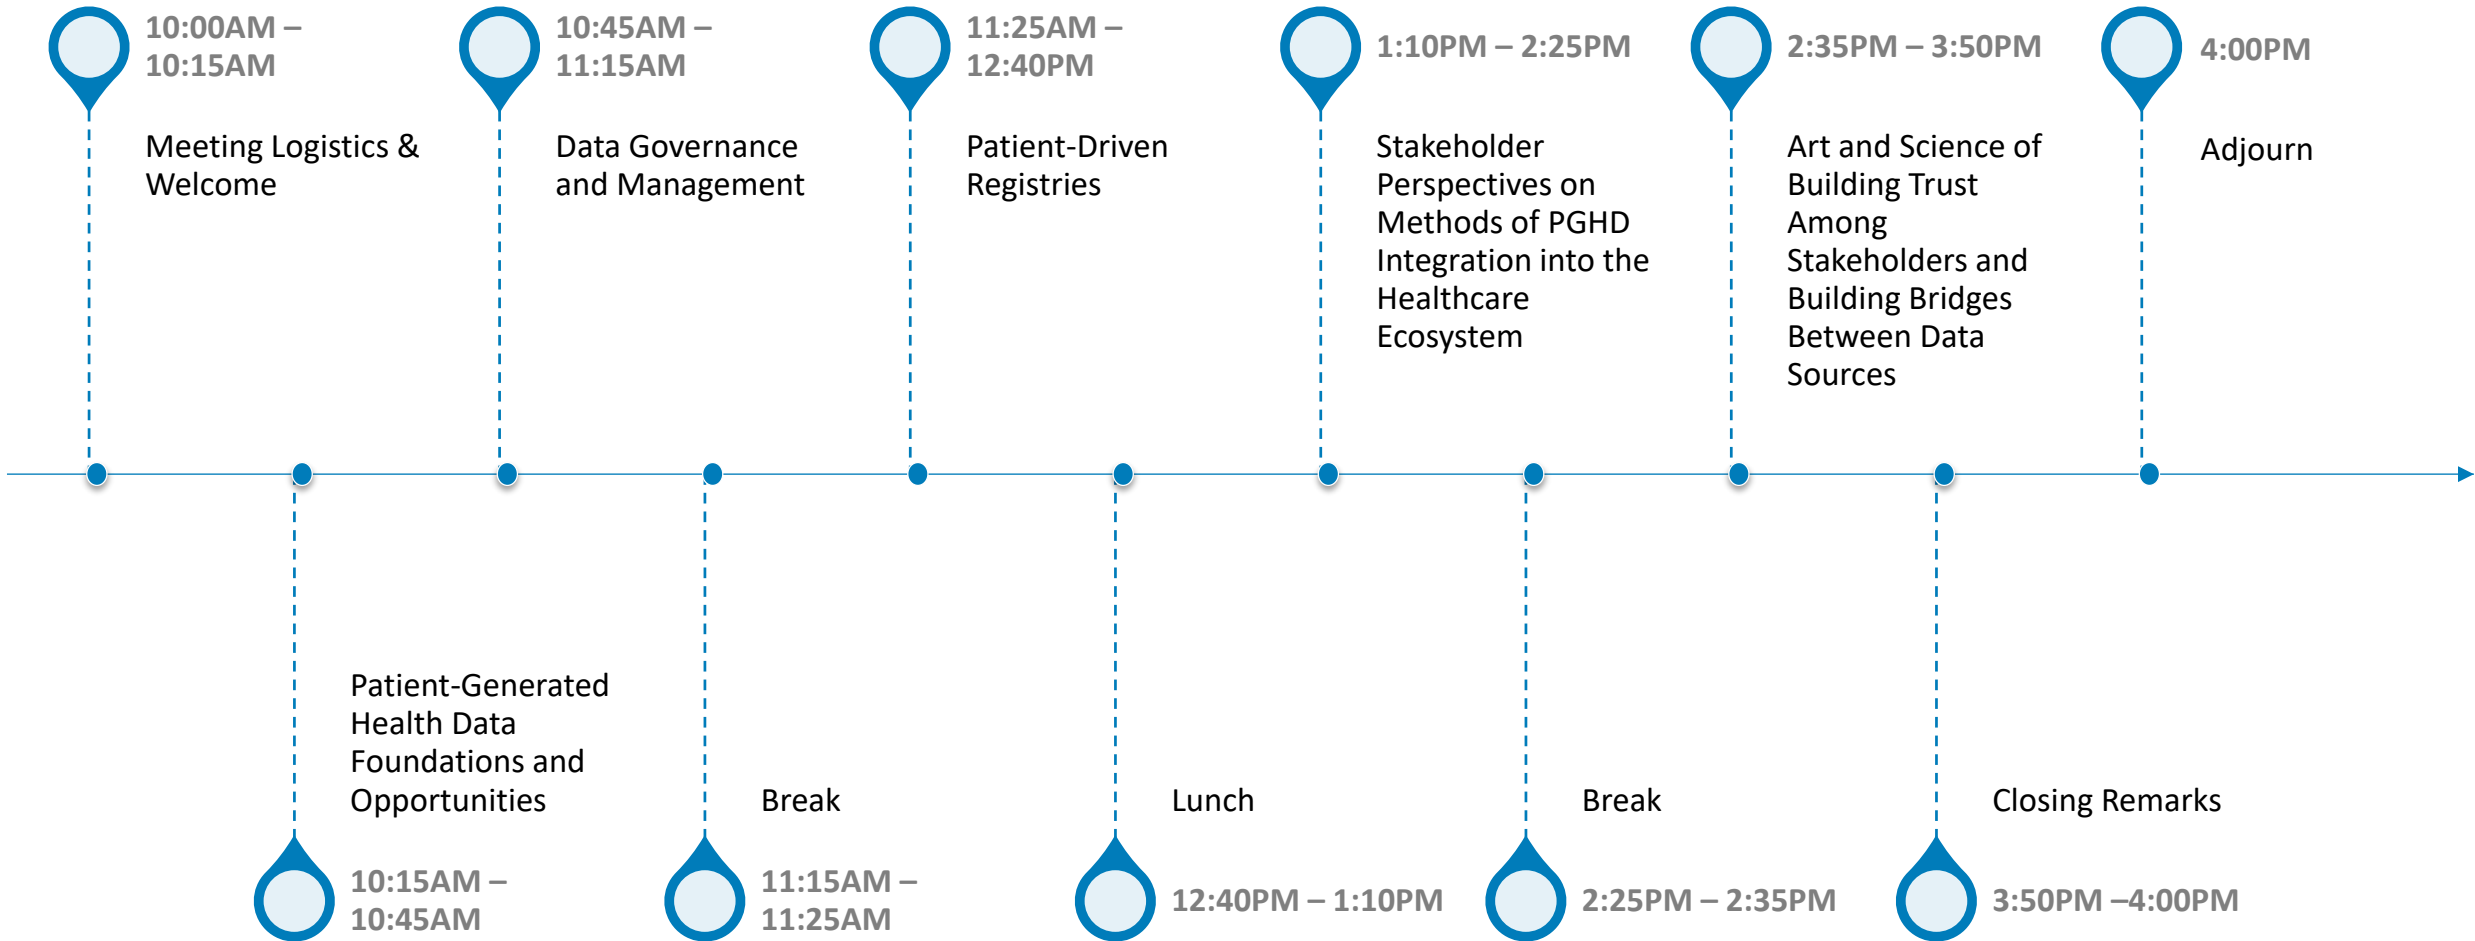 10:00AM –
10:15AM
Meeting Logistics &
Welcome
10:45AM –
11:15AM
Data Governance
and Management
11:25AM –
12:40PM
Patient-Driven
Registries
1:10PM – 2:25PM
Stakeholder
Perspectives on
Methods of PGHD
Integration into the
Healthcare
Ecosystem
2:35PM – 3:50PM
Art and Science of
Building Trust
Among
Stakeholders and
Building Bridges
Between Data
Sources
4:00PM
Adjourn
Patient-Generated
Health Data
Foundations and
Opportunities
10:15AM –
10:45AM
Break
11:15AM –
11:25AM
Lunch
12:40PM – 1:10PM
Break
2:25PM – 2:35PM
Closing Remarks
3:50PM –4:00PM